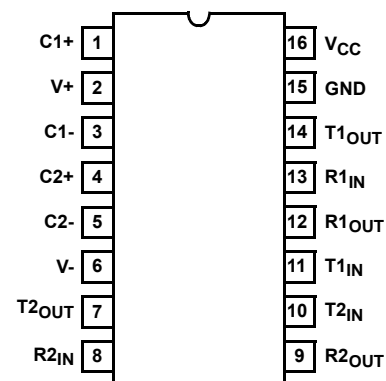 C1+ 1 16 VCC
V+ 2 15 GND
C1- 3 14 T1OUT
C2+ 4 13 R1IN
C2- 5 12 R1OUT
V- 6 11 T1IN
T2OUT 7 10 T2IN
R2IN 8 9 R2OUT